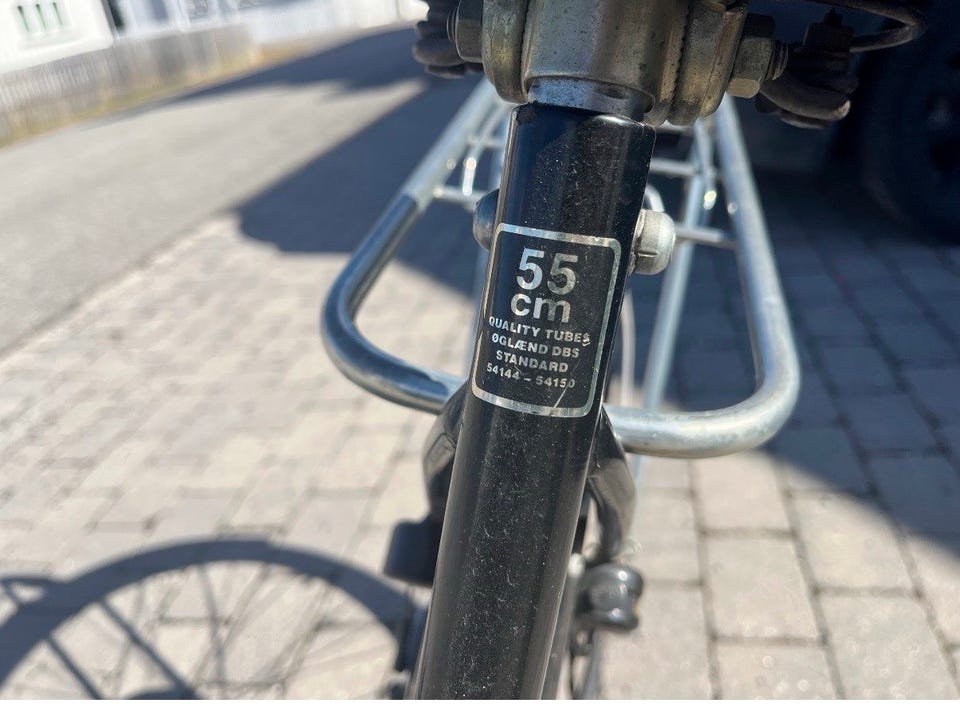 55
cm
QUALITY TUBES
ØGLÆND DBS
STANDARD
54144 - 54150